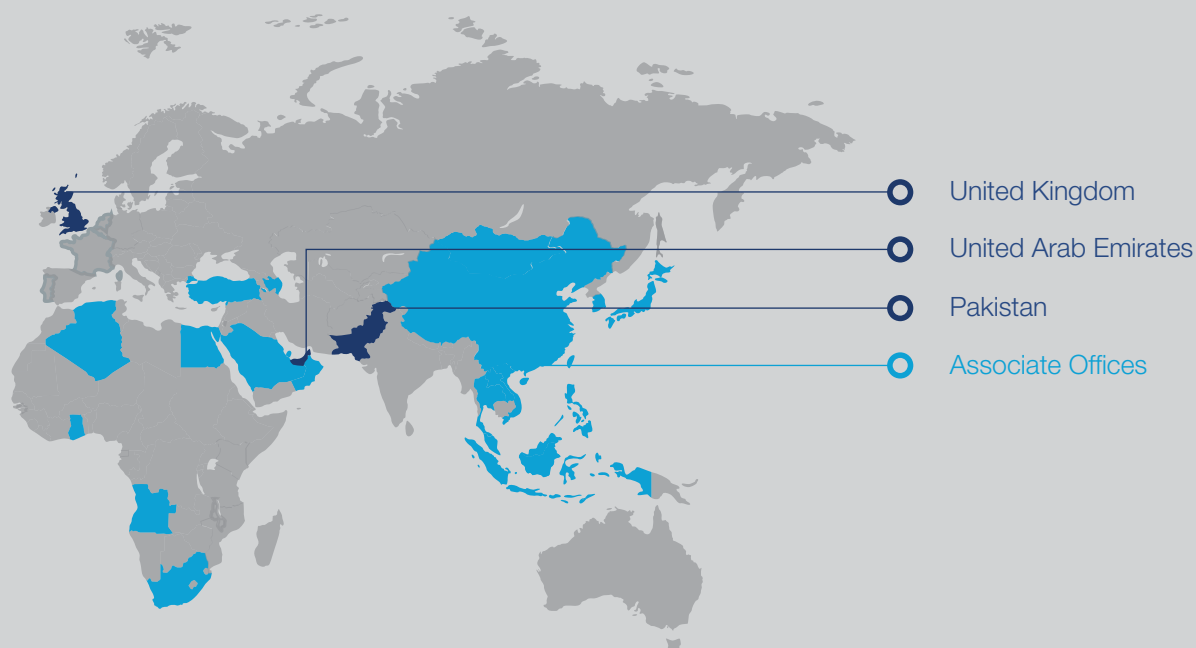 United Kingdom
United Arab Emirates
Pakistan
Associate Offices